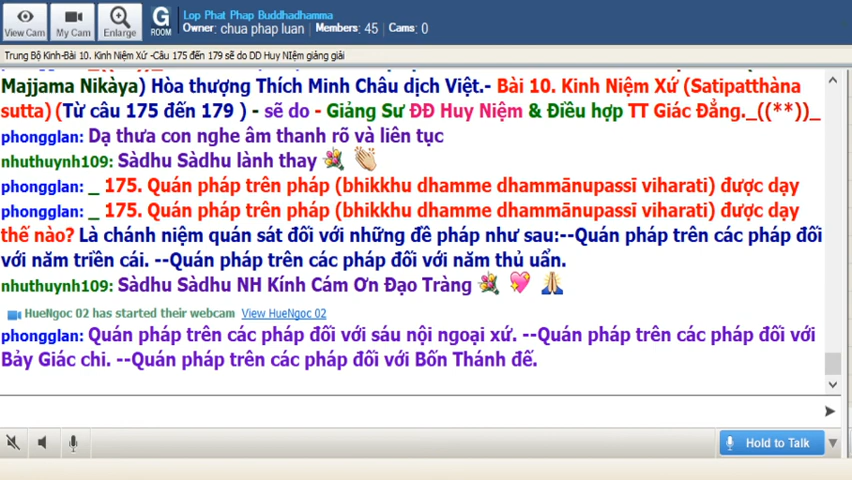 Lop Phat Phap Buddhadhamma
Owner: chua phap luan Members: 45 Cams: 0
View Cam My Cam Enlarge G ROOM
Trung Bộ Kinh-Bài 10. Kinh Niệm Xứ -Câu 175 đến 179 sẽ do DD Huy NIệm giảng giải
Majjama Nikàya) Hòa thượng Thích Minh Châu dịch Việt.- Bài 10. Kinh Niệm Xứ (Satipatthàna
sutta) (Từ câu 175 đến 179 ) - sẽ do - Giảng Sư ĐĐ Huy Niệm & Điều hợp TT Giác Đẳng._((**))_
phongglan: Dạ thưa con nghe âm thanh rõ và liên tục
nhuthuynh109: Sàdhu Sàdhu lành thay 💐 👏
phongglan: _ 175. Quán pháp trên pháp (bhikkhu dhamme dhammānupassī viharati) được dạy
phongglan: _ 175. Quán pháp trên pháp (bhikkhu dhamme dhammānupassī viharati) được dạy
thế nào? Là chánh niệm quán sát đối với những đề pháp như sau:--Quán pháp trên các pháp đối
với năm triền cái. --Quán pháp trên các pháp đối với năm thủ uẩn.
nhuthuynh109: Sàdhu Sàdhu NH Kính Cám Ơn Đạo Tràng 💐 💖 🙏
HueNgoc 02 has started their webcam View HueNgoc 02
phongglan: Quán pháp trên các pháp đối với sáu nội ngoại xứ. --Quán pháp trên các pháp đối với
Bảy Giác chi. --Quán pháp trên các pháp đối với Bốn Thánh đế.
Hold to Talk